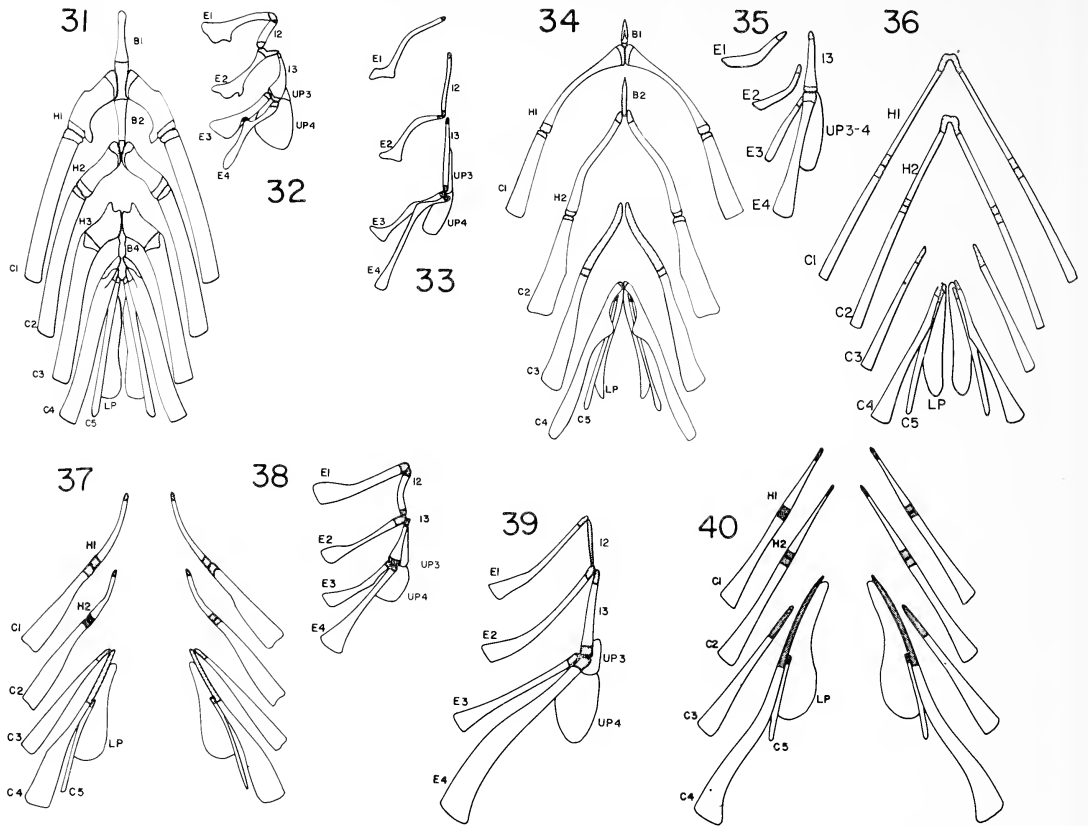 31
B1
H1
B2
H2
H3
B4
C1
C2
C3
C4
C5
LP
E1
I2
I3
E2
UP3
E3
UP4
E4
32
E1
I2
I3
E2
UP3
E3
UP4
E4
33
34
B1
B2
H1
C1
H2
C2
C3
LP
C4
C5
35
E1
I3
E2
E3
UP3-4
E4
36
H1
H2
C1
C2
C3
C4
LP
C5
37
H1
H2
C1
C2
C3
LP
C4
C5
38
E1
I2
I3
E2
UP3
E3
UP4
E4
39
I2
E1
I3
E2
UP3
E3
UP4
E4
40
H1
H2
C1
C2
C3
LP
C5
C4